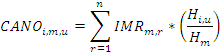 CANO_{i,m,u} = \sum_{r=1}^{n} IMR_{m,r} * \left( \frac{H_{i,u}}{H_m} \right)